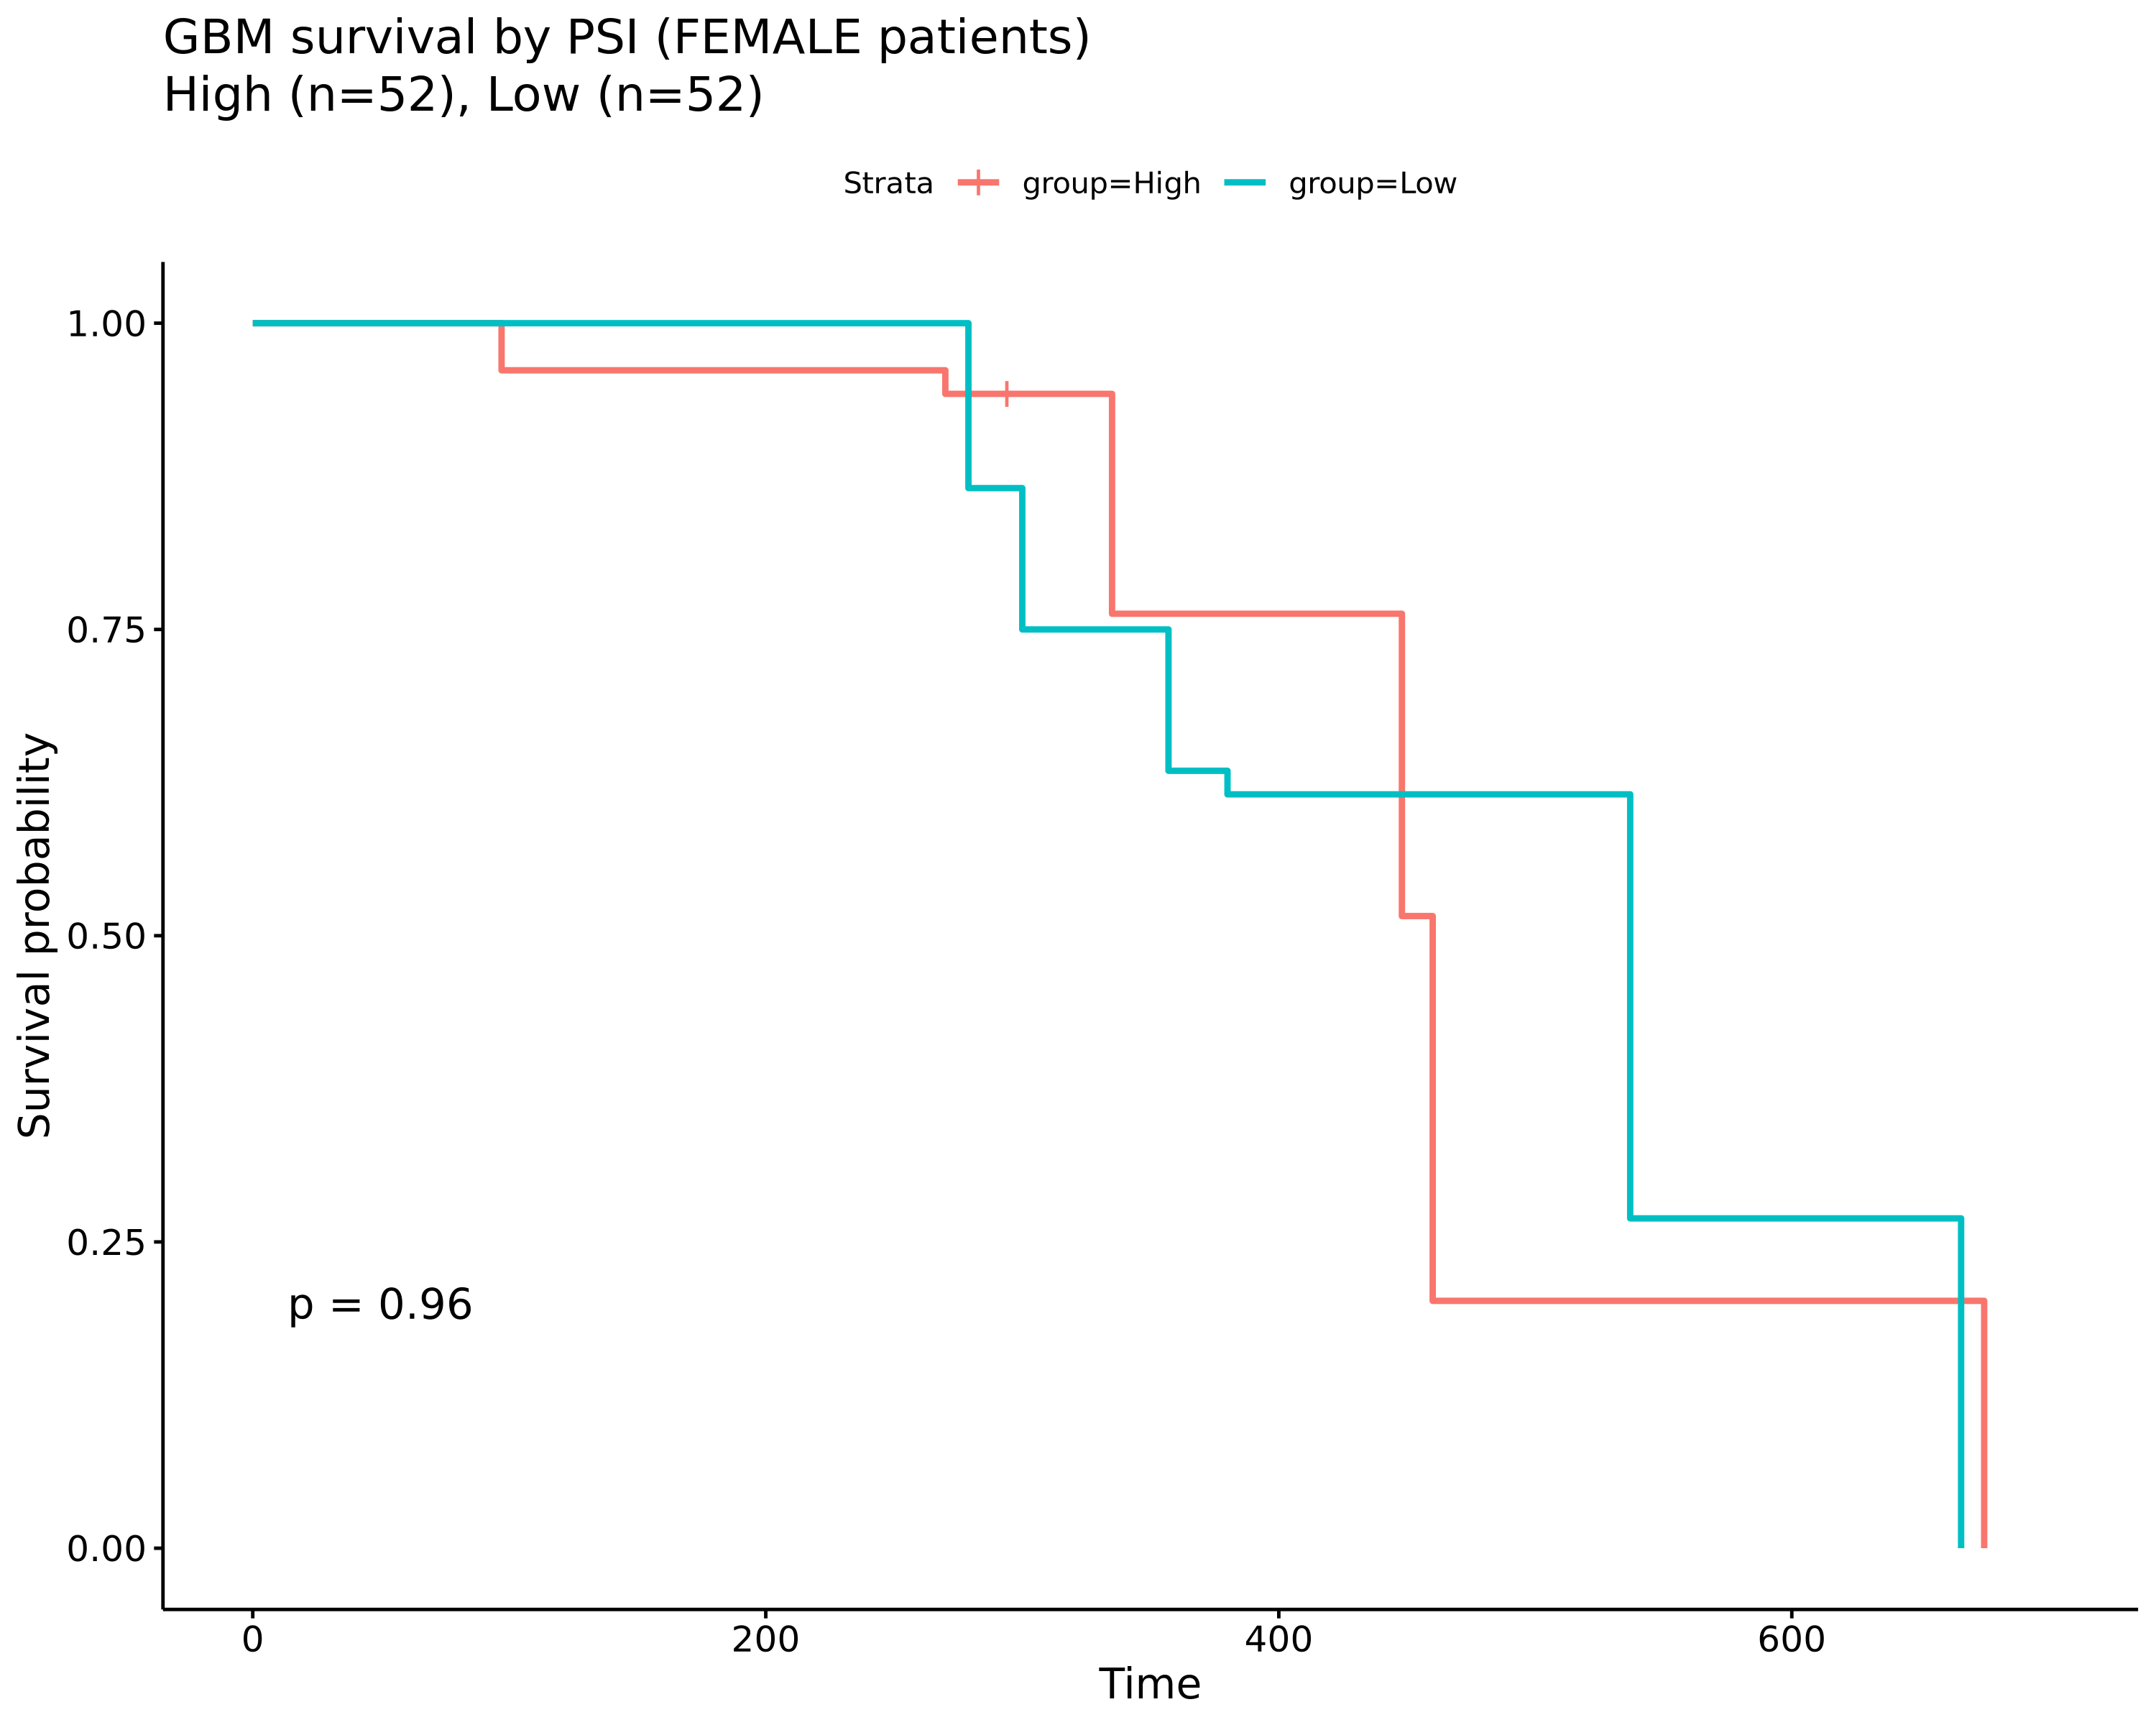 GBM survival by PSI (FEMALE patients)
High (n=52), Low (n=52)
Strata group=High group=Low
Survival probability
1.00
0.75
0.50
0.25
0.00
p = 0.96
0 200 400 600
Time